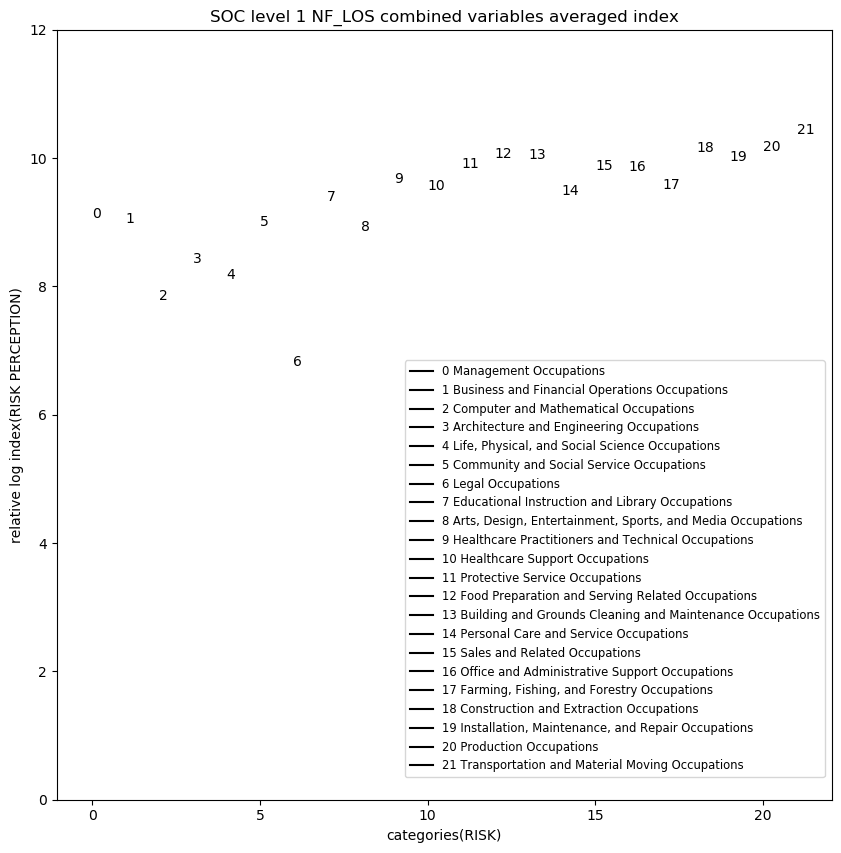 SOC level 1 NF_LOS combined variables averaged index
12
10
8
6
4
2
0
relative log index(RISK PERCEPTION)
0
1
2
3
4
5
6
7
8
9
10
11
12
13
14
15
16
17
18
19
20
21
0 Management Occupations
1 Business and Financial Operations Occupations
2 Computer and Mathematical Occupations
3 Architecture and Engineering Occupations
4 Life, Physical, and Social Science Occupations
5 Community and Social Service Occupations
6 Legal Occupations
7 Educational Instruction and Library Occupations
8 Arts, Design, Entertainment, Sports, and Media Occupations
9 Healthcare Practitioners and Technical Occupations
10 Healthcare Support Occupations
11 Protective Service Occupations
12 Food Preparation and Serving Related Occupations
13 Building and Grounds Cleaning and Maintenance Occupations
14 Personal Care and Service Occupations
15 Sales and Related Occupations
16 Office and Administrative Support Occupations
17 Farming, Fishing, and Forestry Occupations
18 Construction and Extraction Occupations
19 Installation, Maintenance, and Repair Occupations
20 Production Occupations
21 Transportation and Material Moving Occupations
0 5 10 15 20
categories(RISK)